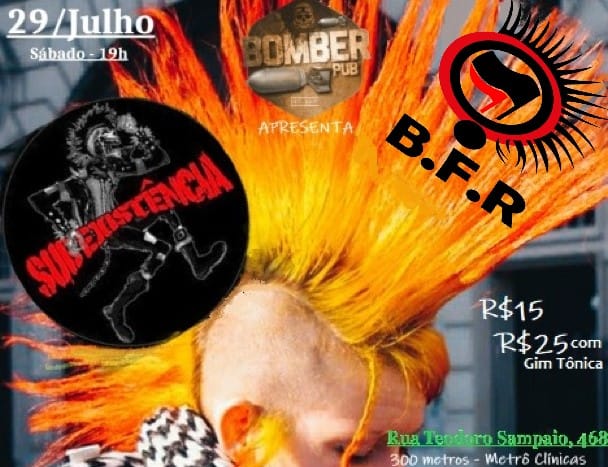 29/Julho
Sábado - 19h
BOMBER
PUB
APRESENTA
B.F.R
SUBEXISTÊNCIA
R$15
R$25 com
Gim Tônica
Rua Teodoro Sampaio, 468
300 metros - Metrô Clínicas